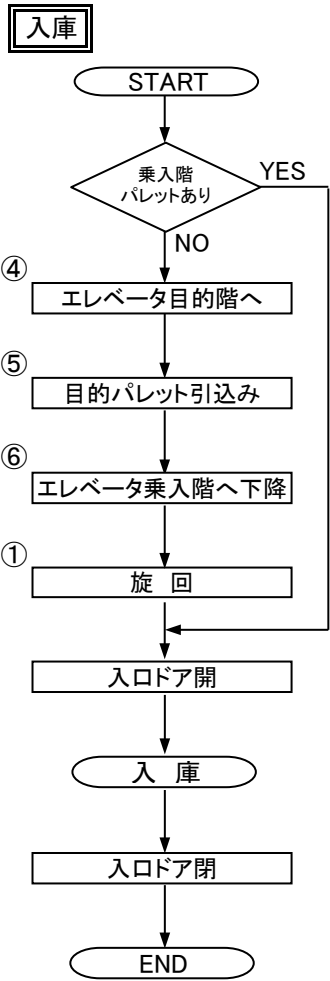 入庫
START
乗入階
パレットあり
YES
NO
④
エレベータ目的階へ
⑤
目的パレット引込み
⑥
エレベータ乗入階へ下降
①
旋 回
入口ドア開
入 庫
入口ドア閉
END